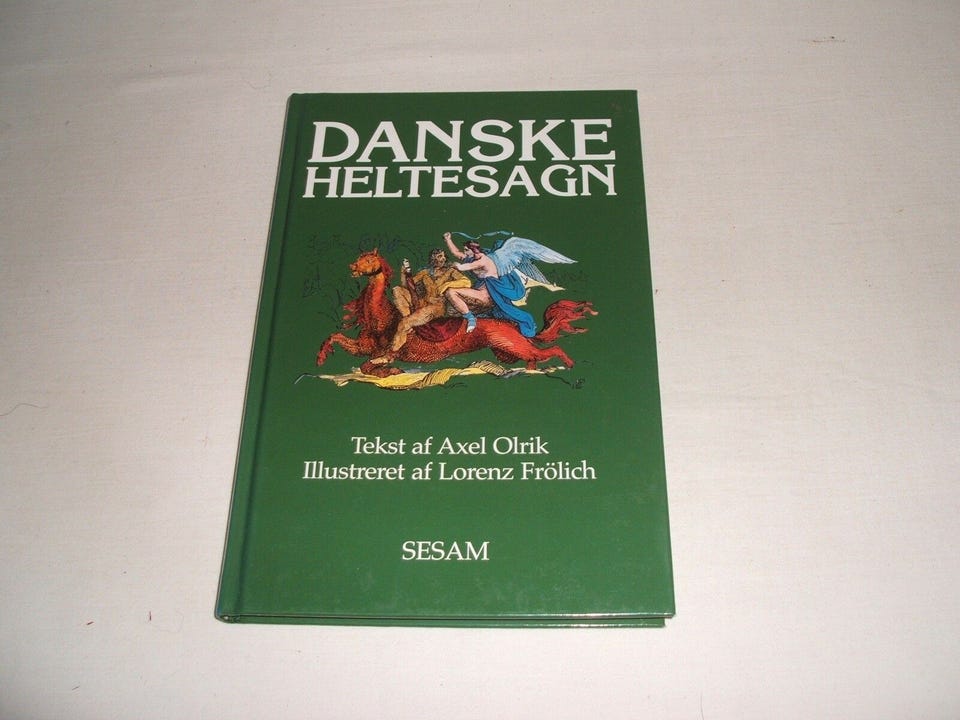 DANSKE
HELTESAGN
Tekst af Axel Olrik
Illustreret af Lorenz Frölich
SESAM